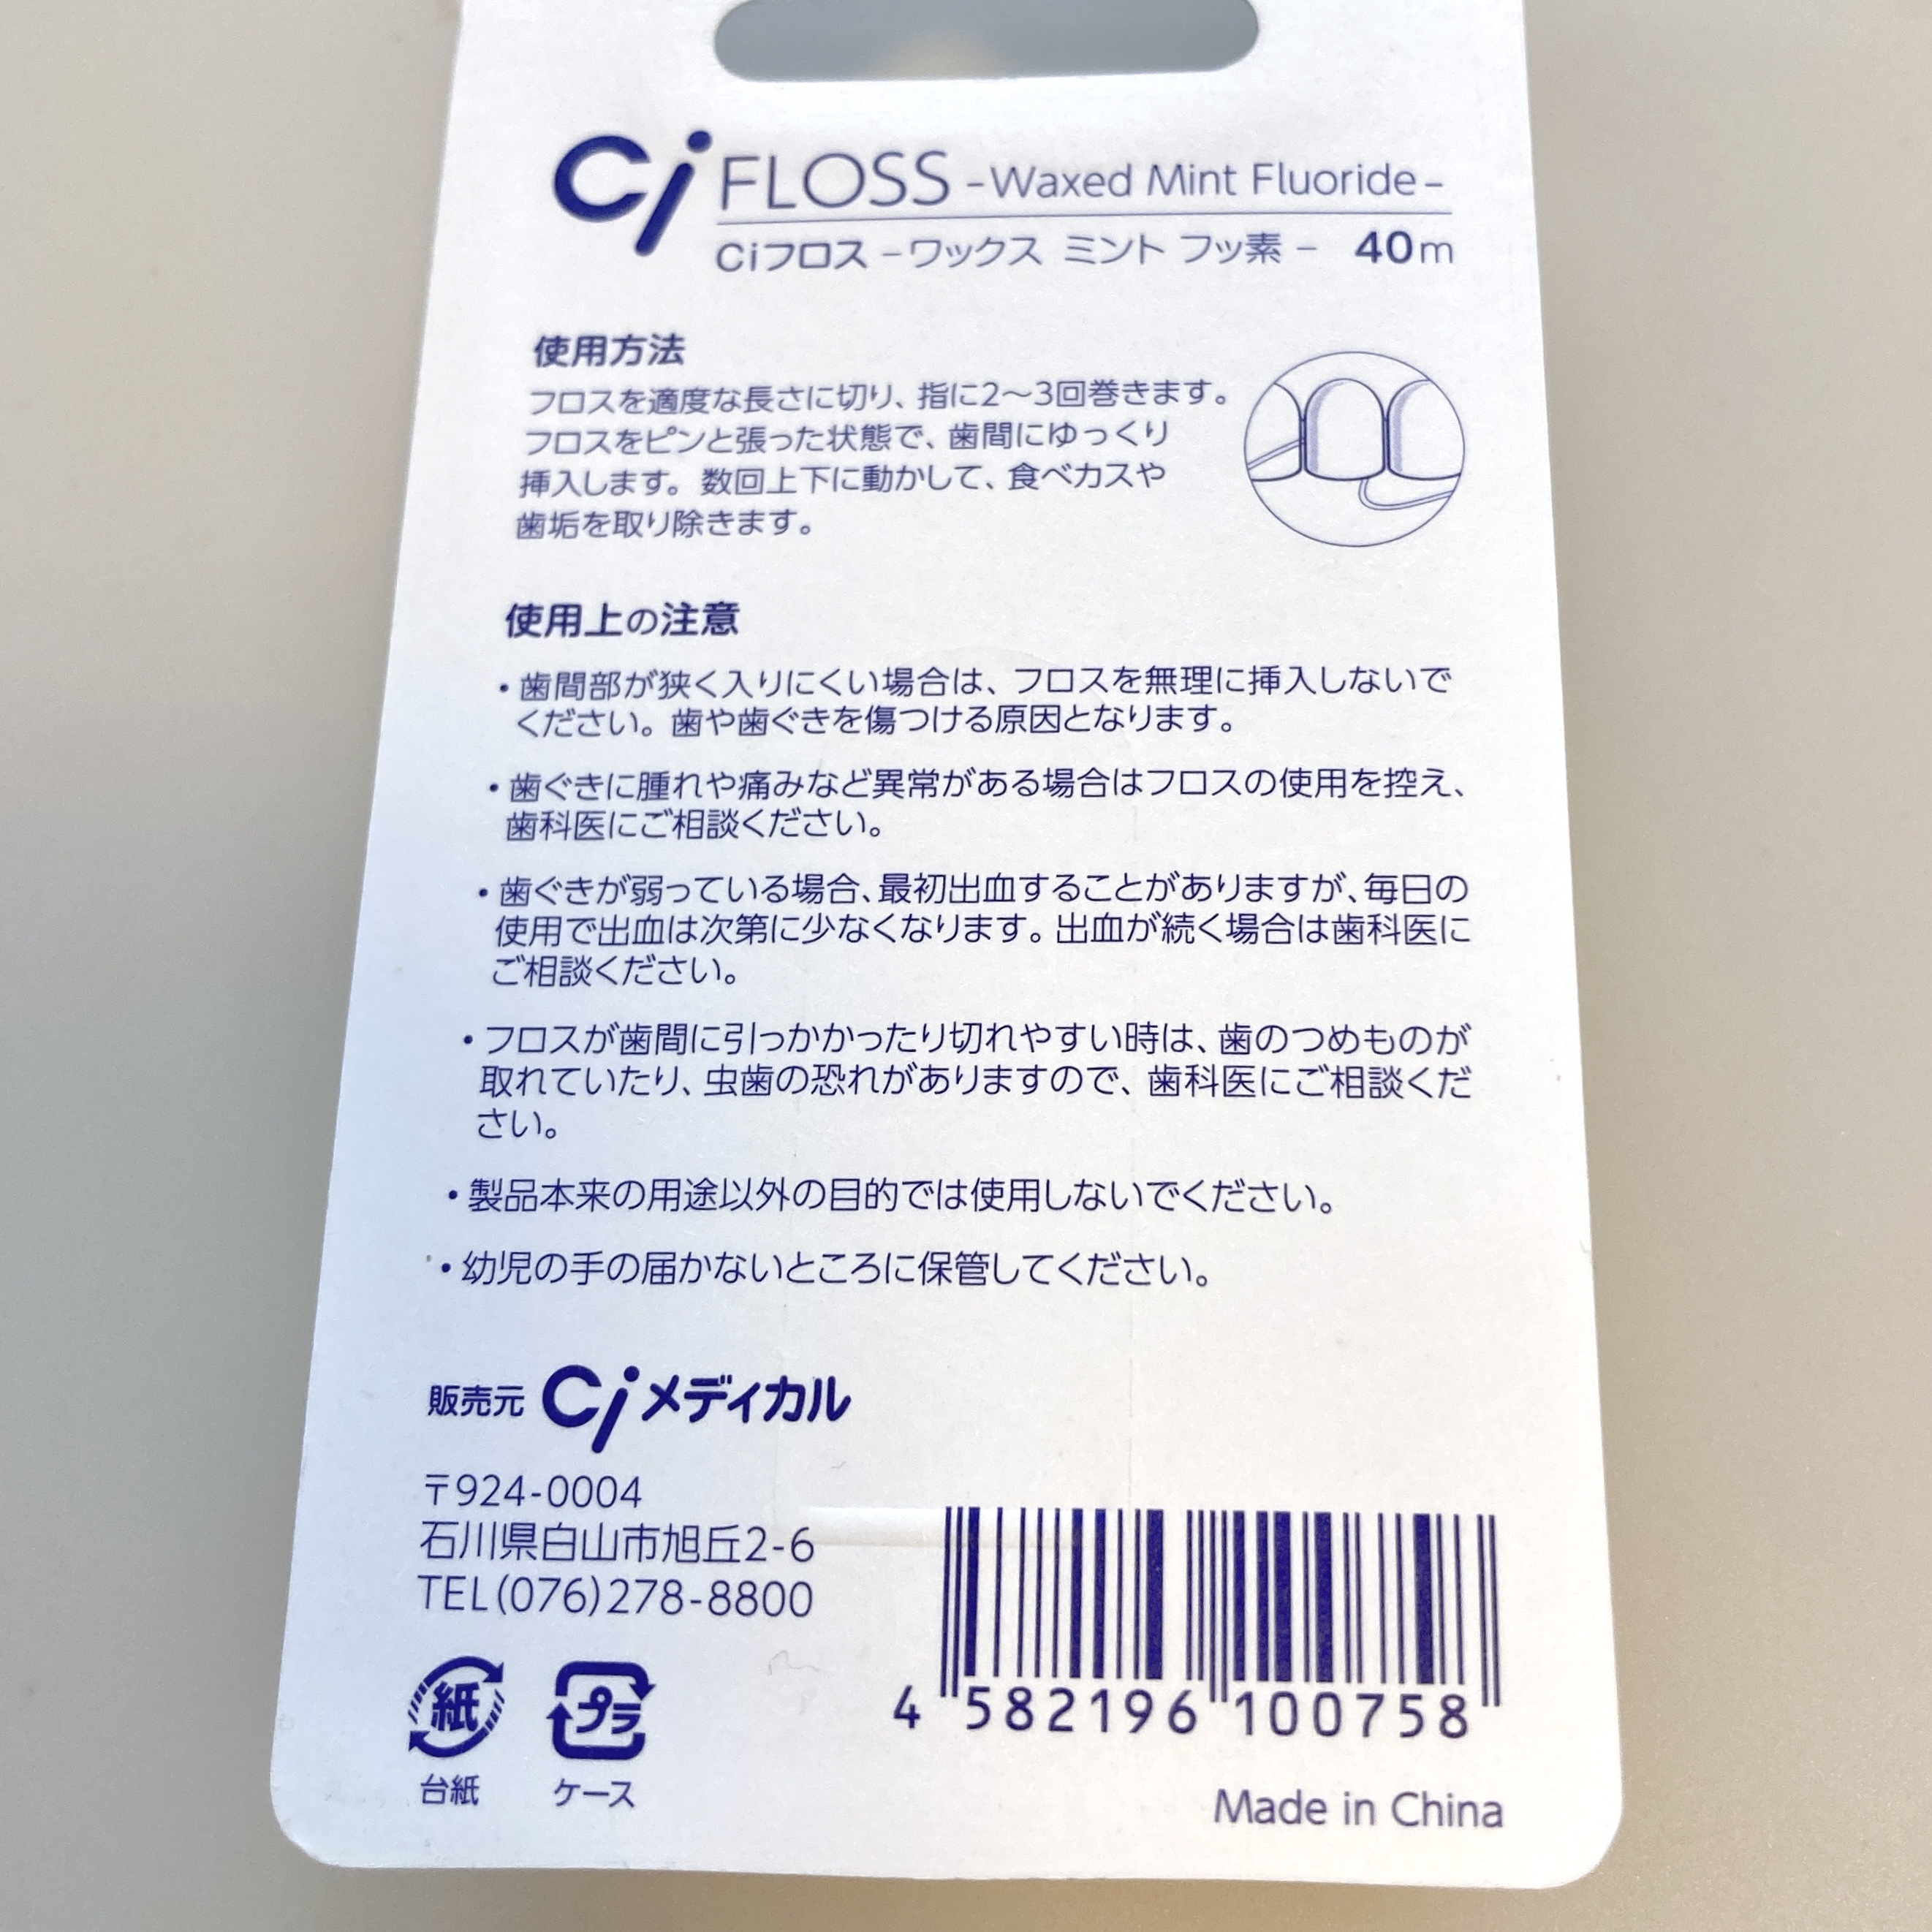 Ci FLOSS -Waxed Mint Fluoride-
Ciフロス -ワックス ミント フッ素- 40m
使用方法
フロスを適度な長さに切り、指に2～3回巻きます。
フロスをピンと張った状態で、歯間にゆっくり
挿入します。数回上下に動かして、食べカスや
歯垢を取り除きます。
使用上の注意
・歯間部が狭く入りにくい場合は、フロスを無理に挿入しないで
ください。歯や歯ぐきを傷つける原因となります。
・歯ぐきに腫れや痛みなど異常がある場合はフロスの使用を控え、
歯科医にご相談ください。
・歯ぐきが弱っている場合、最初出血することがありますが、毎日の
使用で出血は次第に少なくなります。出血が続く場合は歯科医に
ご相談ください。
・フロスが歯間に引っかかったり切れやすい時は、歯のつめものが
取れていたり、虫歯の恐れがありますので、歯科医にご相談くだ
さい。
・製品本来の用途以外の目的では使用しないでください。
・幼児の手の届かないところに保管してください。
販売元 Ciメディカル
〒924-0004
石川県白山市旭丘2-6
TEL(076)278-8800
紙 プラ
台紙 ケース
4 582196 100758
Made in China